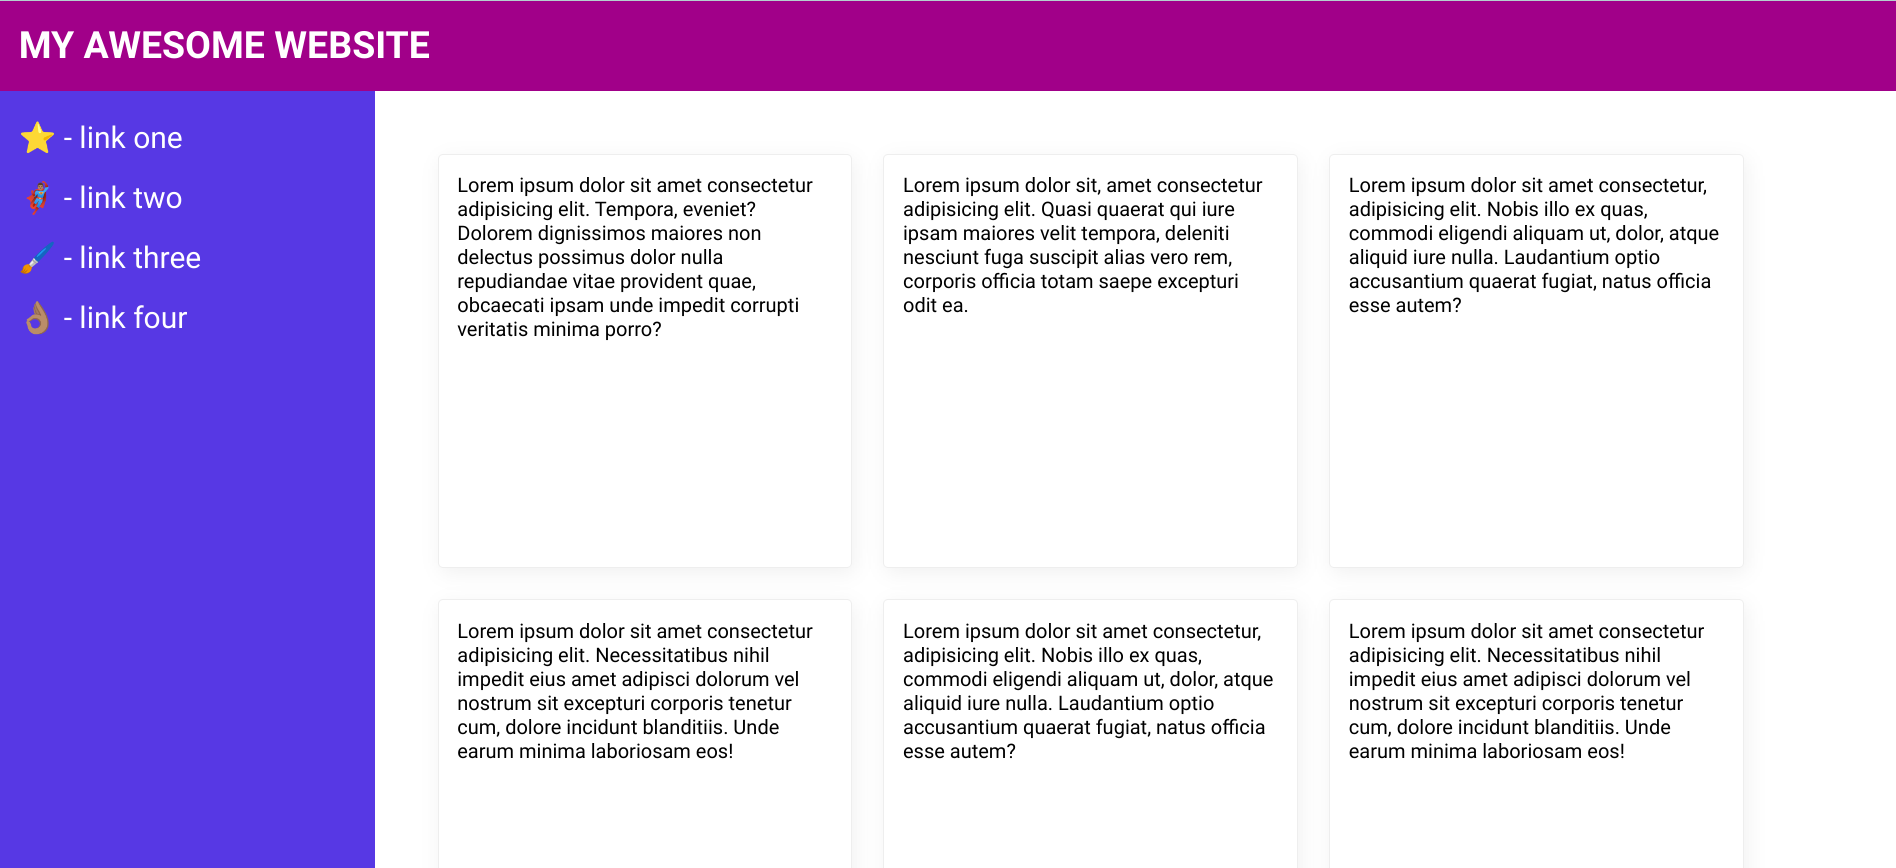 MY AWESOME WEBSITE
⭐ - link one
🦸🏽‍♀️ - link two
🖌️ - link three
👌🏽 - link four
Lorem ipsum dolor sit amet consectetur
adipisicing elit. Tempora, eveniet?
Dolorem dignissimos maiores non
delectus possimus dolor nulla
repudiandae vitae provident quae,
obcaecati ipsam unde impedit corrupti
veritatis minima porro?
Lorem ipsum dolor sit, amet consectetur
adipisicing elit. Quasi quaerat qui iure
ipsam maiores velit tempora, deleniti
nesciunt fuga suscipit alias vero rem,
corporis officia totam saepe excepturi
odit ea.
Lorem ipsum dolor sit amet consectetur,
adipisicing elit. Nobis illo ex quas,
commodi eligendi aliquam ut, dolor, atque
aliquid iure nulla. Laudantium optio
accusantium quaerat fugiat, natus officia
esse autem?
Lorem ipsum dolor sit amet consectetur
adipisicing elit. Necessitatibus nihil
impedit eius amet adipisci dolorum vel
nostrum sit excepturi corporis tenetur
cum, dolore incidunt blanditiis. Unde
earum minima laboriosam eos!
Lorem ipsum dolor sit amet consectetur,
adipisicing elit. Nobis illo ex quas,
commodi eligendi aliquam ut, dolor, atque
aliquid iure nulla. Laudantium optio
accusantium quaerat fugiat, natus officia
esse autem?
Lorem ipsum dolor sit amet consectetur
adipisicing elit. Necessitatibus nihil
impedit eius amet adipisci dolorum vel
nostrum sit excepturi corporis tenetur
cum, dolore incidunt blanditiis. Unde
earum minima laboriosam eos!